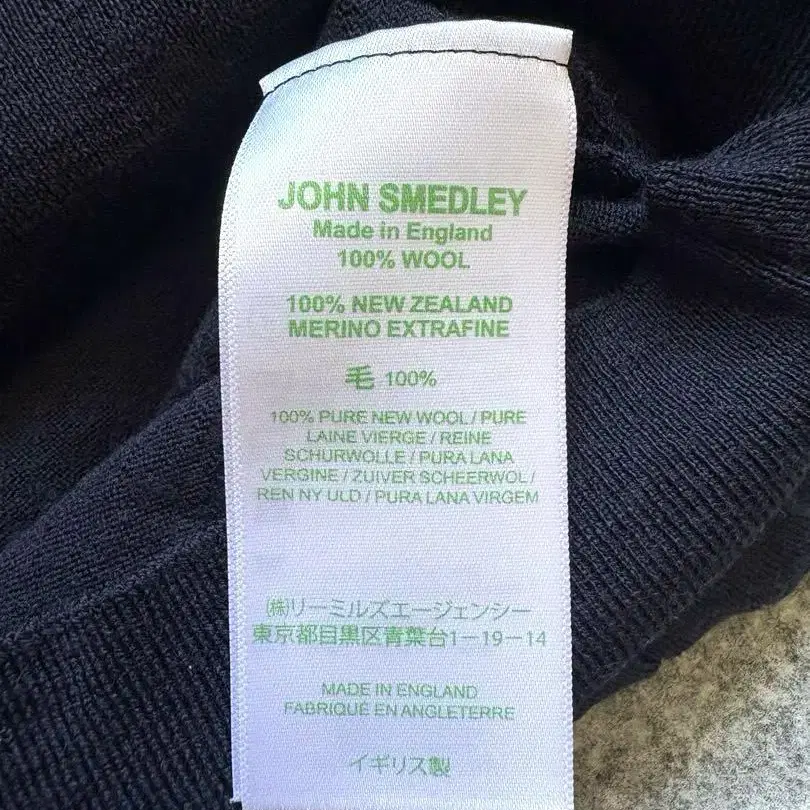 JOHN SMEDLEY
Made in England
100% WOOL
100% NEW ZEALAND
MERINO EXTRAFINE
毛 100%
100% PURE NEW WOOL / PURE
LAINE VIERGE / REINE
SCHURWOLLE / PURA LANA
VERGINE / ZUIVER SCHEERWOL /
REN NY ULD / PURA LANA VIRGEM
(株)リーミルズエージェンシー
東京都目黒区青葉台1－19－14
MADE IN ENGLAND
FABRIQUÉ EN ANGLETERRE
イギリス製